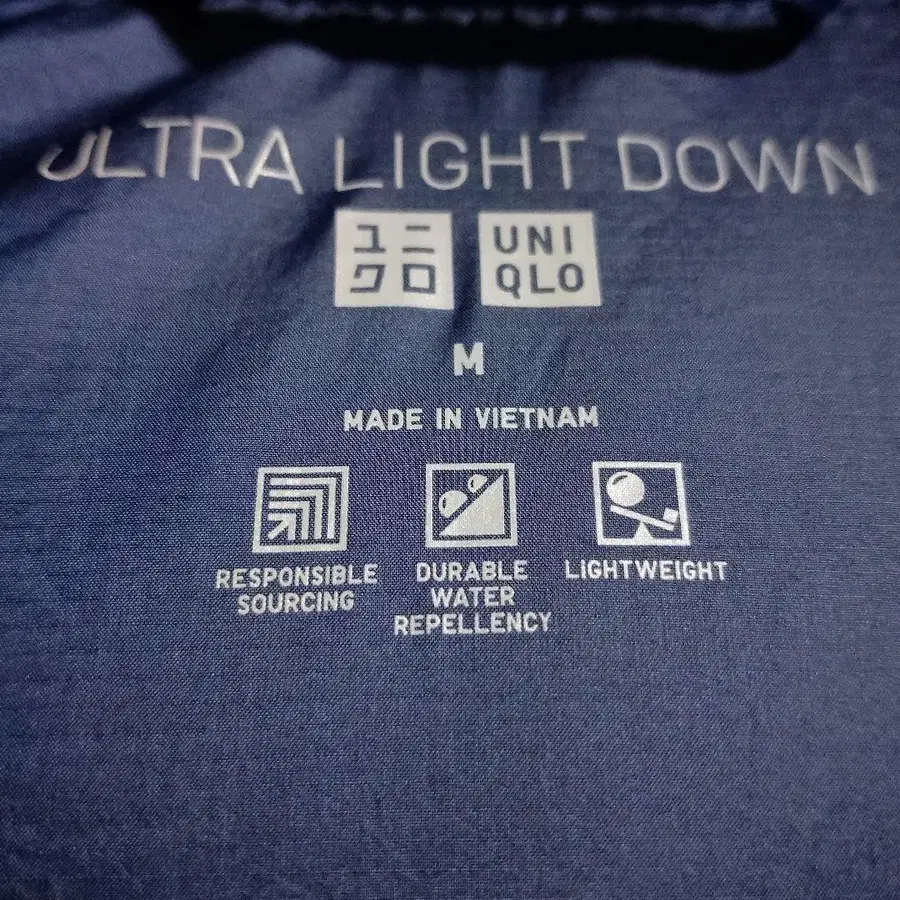 ULTRA LIGHT DOWN
ユニ
クロ
UNI
QLO
M
MADE IN VIETNAM
RESPONSIBLE
SOURCING
DURABLE
WATER
REPELLENCY
LIGHTWEIGHT